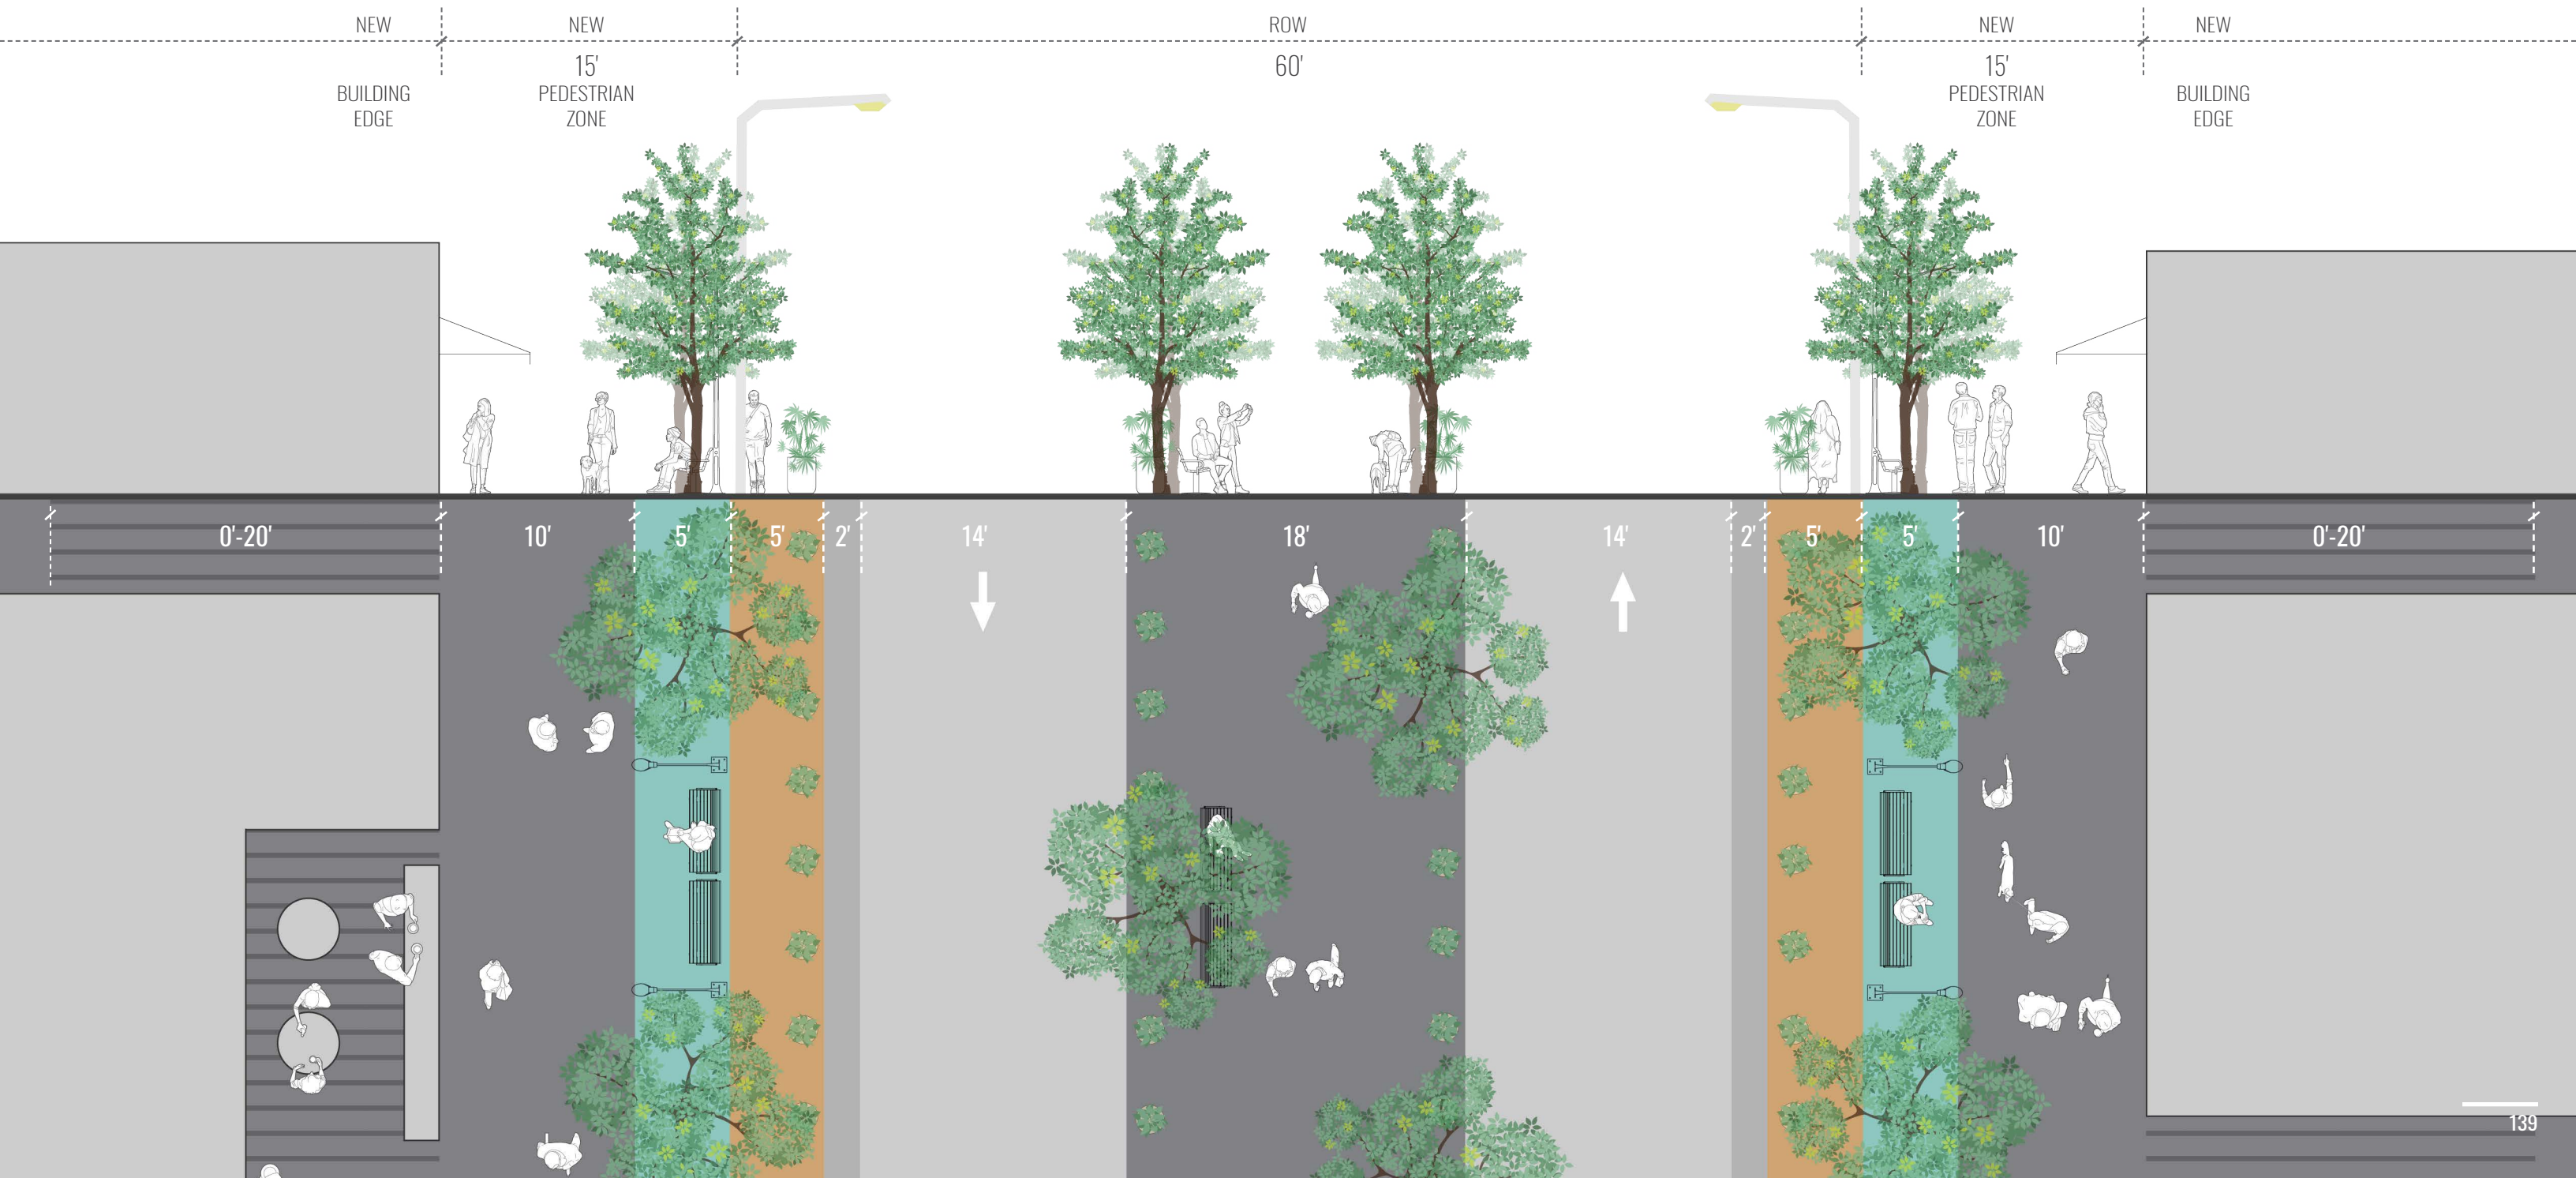 NEW NEW ROW NEW NEW
15' 60' 15'
BUILDING EDGE PEDESTRIAN ZONE PEDESTRIAN ZONE BUILDING EDGE
0'-20' 10' 5' 5' 2' 14' 18' 14' 2' 5' 5' 10' 0'-20'
139